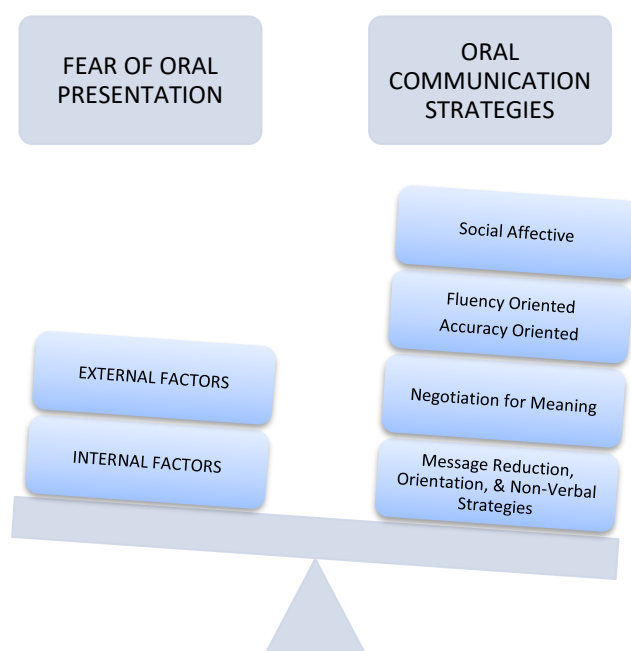 FEAR OF ORAL
PRESENTATION
ORAL
COMMUNICATION
STRATEGIES
Social Affective
Fluency Oriented
Accuracy Oriented
EXTERNAL FACTORS
Negotiation for Meaning
INTERNAL FACTORS
Message Reduction,
Orientation, & Non-Verbal
Strategies